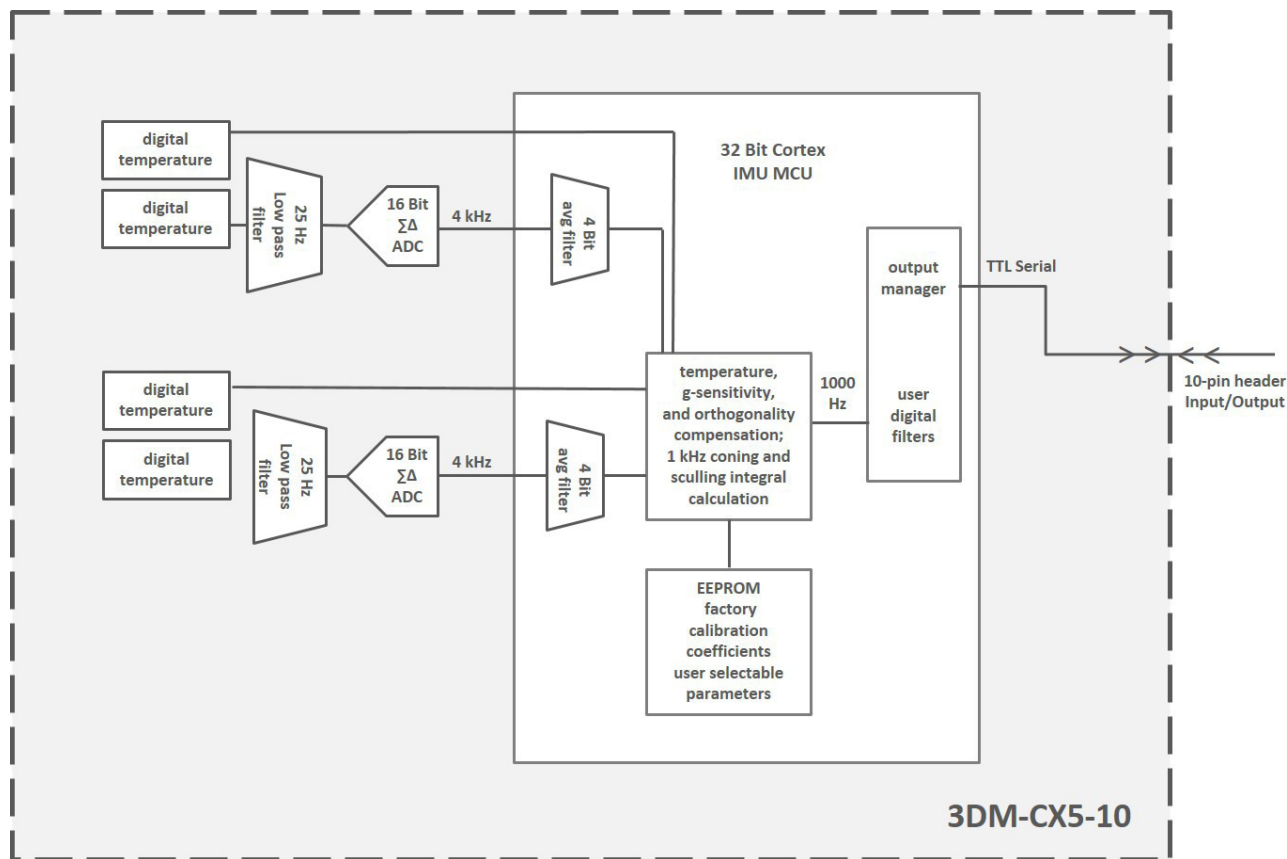 32 Bit Cortex
IMU MCU
digital
temperature
digital
temperature
25 Hz
Low pass
filter
16 Bit
∑Δ
ADC
4 kHz
4 Bit
avg filter
output
manager
user
digital
filters
TTL Serial
10-pin header
Input/Output
digital
temperature
digital
temperature
25 Hz
Low pass
filter
16 Bit
∑Δ
ADC
4 kHz
4 Bit
avg filter
temperature,
g-sensitivity,
and orthogonality
compensation;
1 kHz coning and
sculling integral
calculation
1000
Hz
EEPROM
factory
calibration
coefficients
user selectable
parameters
3DM-CX5-10